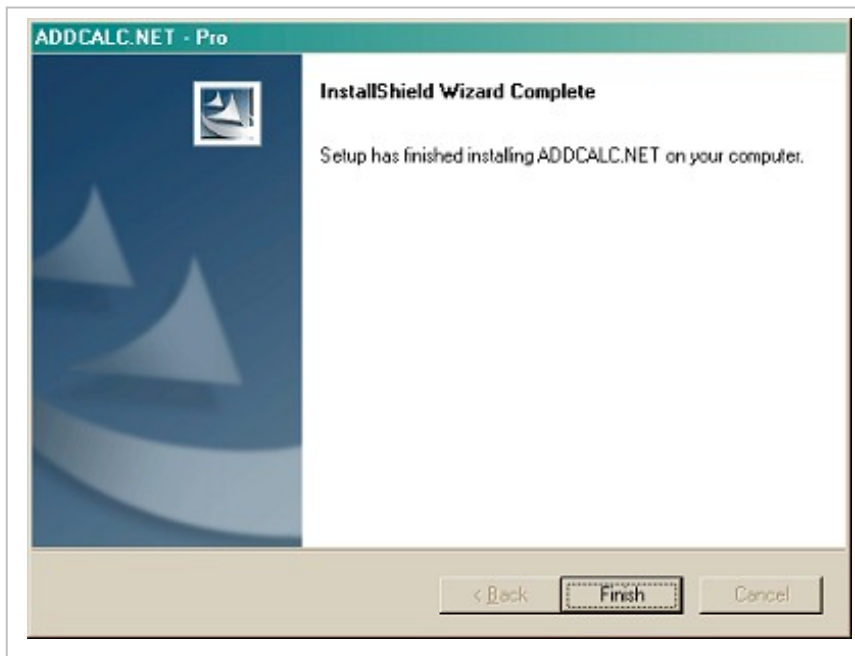 ADDCALC.NET - Pro
InstallShield Wizard Complete
Setup has finished installing ADDCALC.NET on your computer.
< Back Finish Cancel